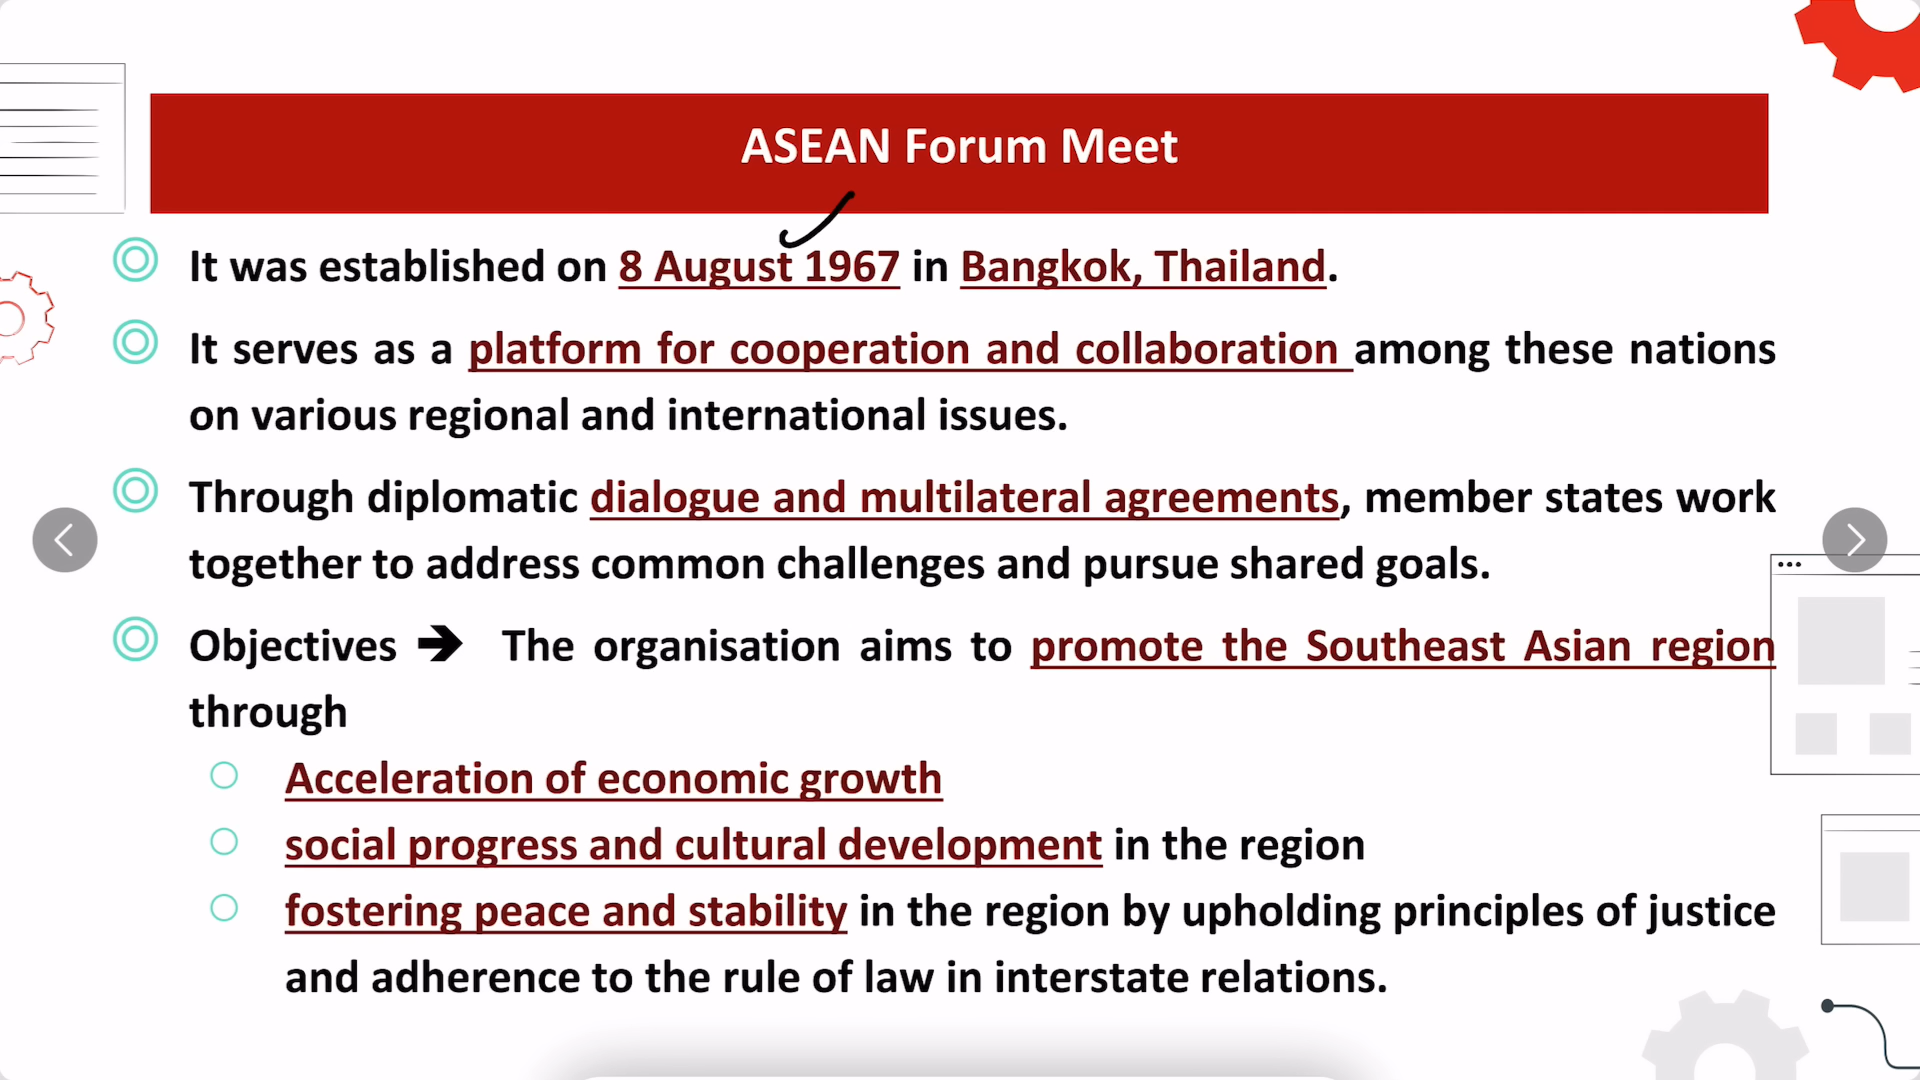 ASEAN Forum Meet
It was established on 8 August 1967 in Bangkok, Thailand.
It serves as a platform for cooperation and collaboration among these nations
on various regional and international issues.
Through diplomatic dialogue and multilateral agreements, member states work
together to address common challenges and pursue shared goals.
Objectives ➔ The organisation aims to promote the Southeast Asian region
through
Acceleration of economic growth
social progress and cultural development in the region
fostering peace and stability in the region by upholding principles of justice
and adherence to the rule of law in interstate relations.